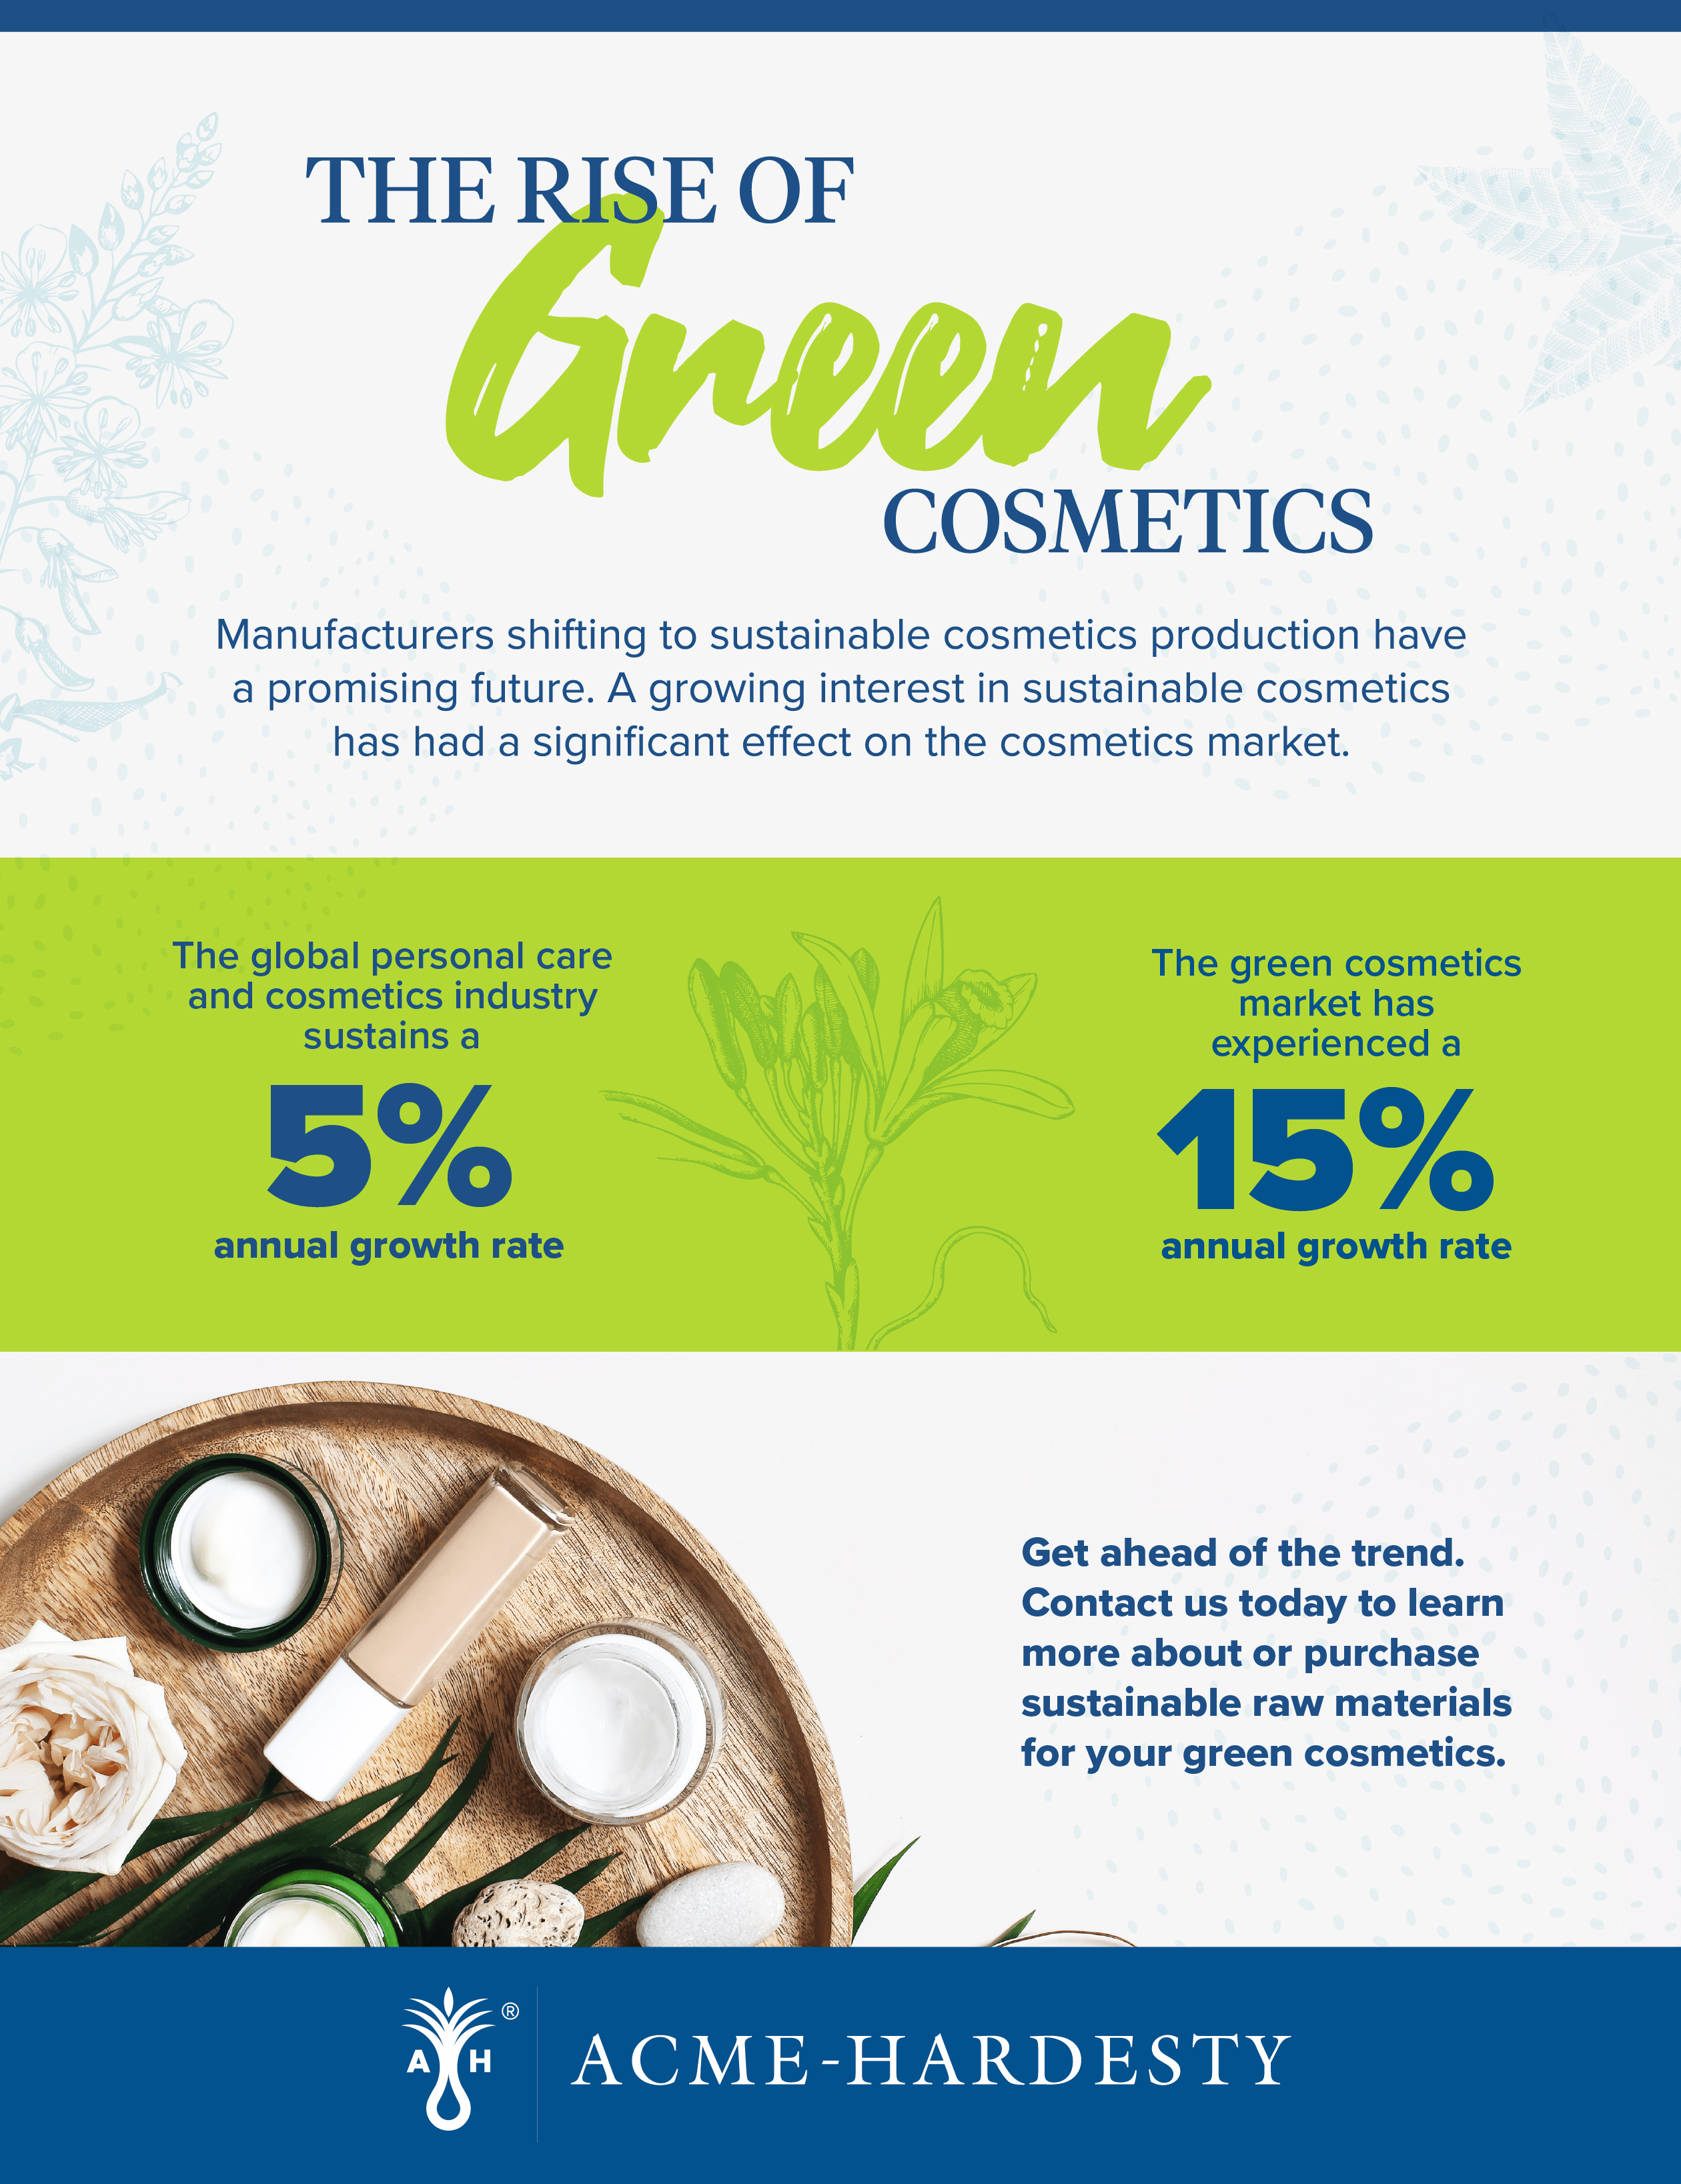 THE RISE OF
Green
COSMETICS
Manufacturers shifting to sustainable cosmetics production have
a promising future. A growing interest in sustainable cosmetics
has had a significant effect on the cosmetics market.
The global personal care
and cosmetics industry
sustains a
5%
annual growth rate
The green cosmetics
market has
experienced a
15%
annual growth rate
Get ahead of the trend.
Contact us today to learn
more about or purchase
sustainable raw materials
for your green cosmetics.
A H ®
ACME-HARDESTY